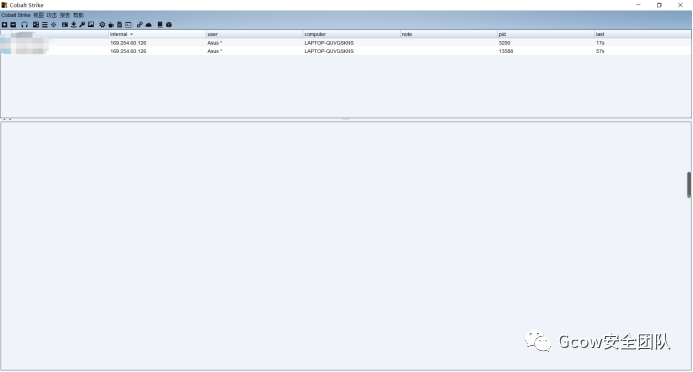 Cobalt Strike
Cobalt Strike 视图 攻击 报告 帮助
internal user computer note pid last
169.254.60.126 Asus * LAPTOP-QUVGSKNS 3200 17s
169.254.60.126 Asus * LAPTOP-QUVGSKNS 13588 57s
Gcow安全团队